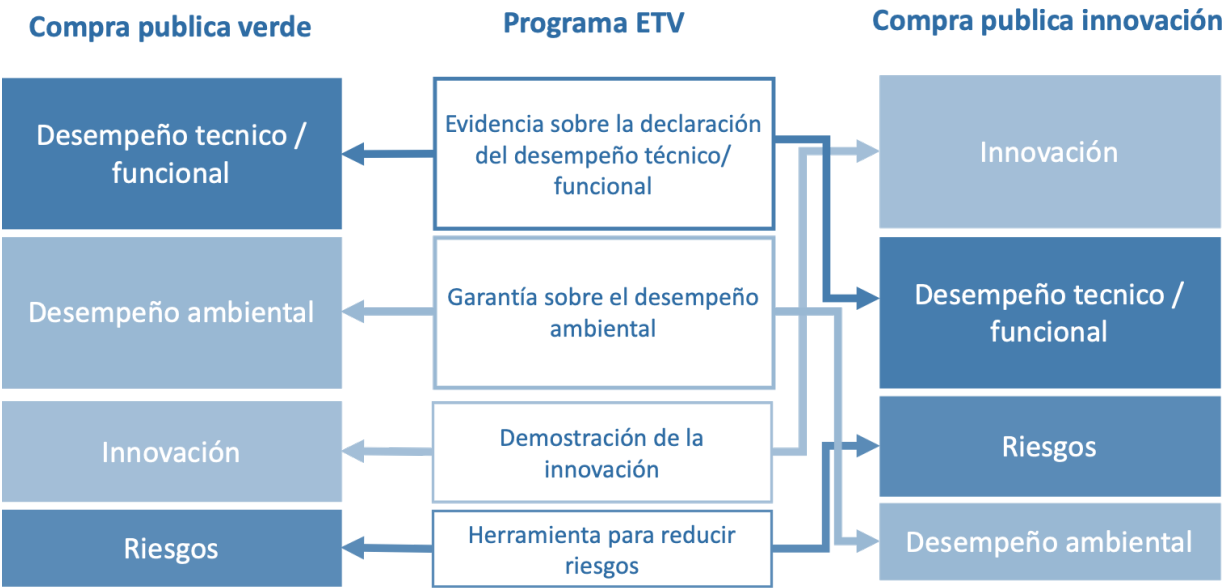 Compra publica verde
Programa ETV
Compra publica innovación
Desempeño tecnico /
funcional
Evidencia sobre la declaración
del desempeño técnico/
funcional
Innovación
Desempeño ambiental
Garantía sobre el desempeño
ambiental
Desempeño tecnico /
funcional
Innovación
Demostración de la
innovación
Riesgos
Riesgos
Herramienta para reducir
riesgos
Desempeño ambiental